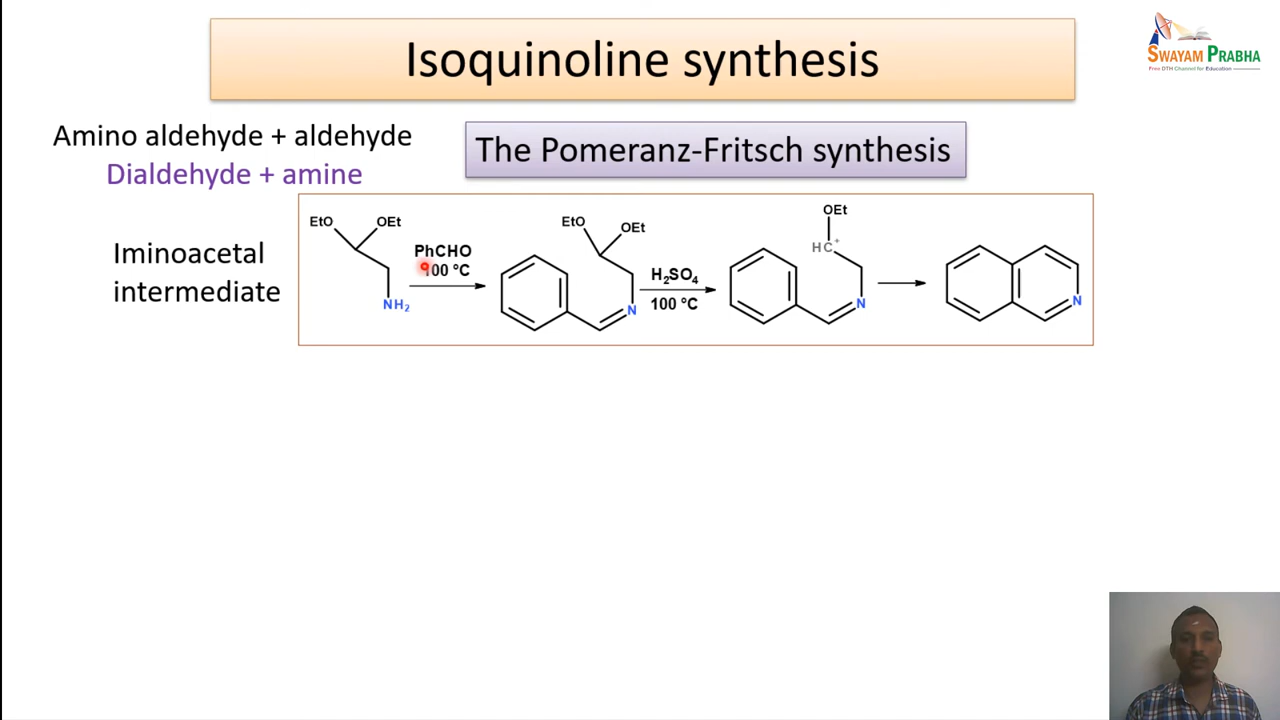 Isoquinoline synthesis
SWAYAM PRABHA
Free DTH Channel for Education
Amino aldehyde + aldehyde
Dialdehyde + amine
The Pomeranz-Fritsch synthesis
Iminoacetal
intermediate
EtO OEt
NH2
PhCHO
100 °C
EtO OEt
N
H2SO4
100 °C
OEt
HC+
N
N